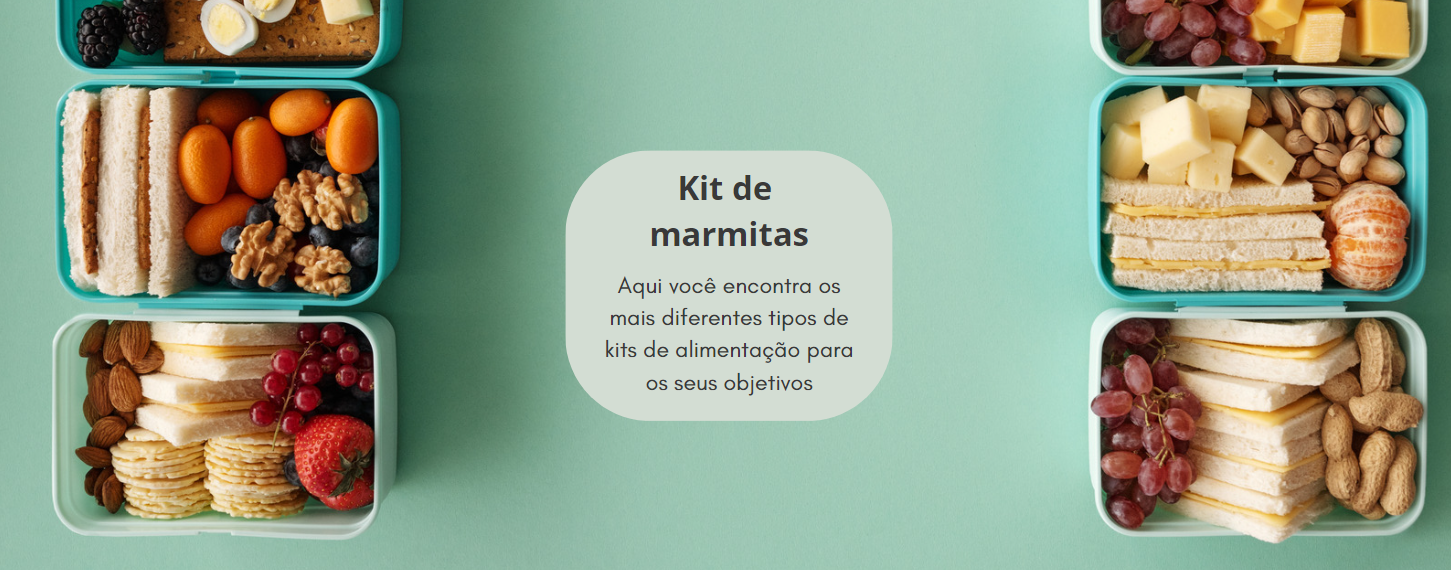 Kit de
marmitas
Aqui você encontra os
mais diferentes tipos de
kits de alimentação para
os seus objetivos